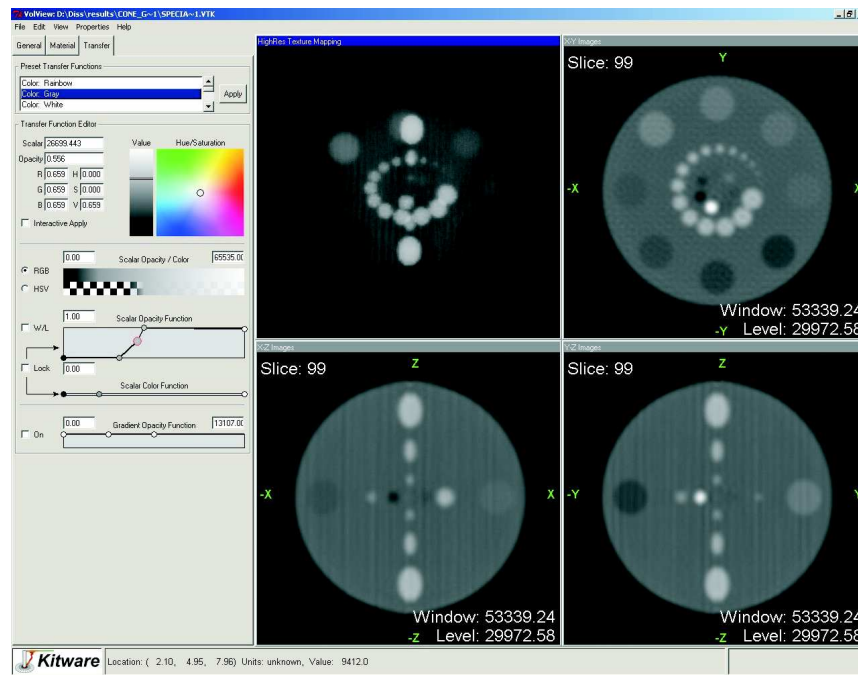 VolView: D:\Diss\results\CONE_G~1\SPECIA~1.VTK
File Edit View Properties Help
General Material Transfer
Preset Transfer Functions
Color: Rainbow
Color: Gray
Color: White
Apply
Transfer Function Editor
Scalar 26699.443 Value Hue/Saturation
Opacity 0.556
R 0.659 H 0.000
G 0.659 S 0.000
B 0.659 V 0.659
Interactive Apply
0.00 Scalar Opacity / Color 65535.00
RGB
HSV
1.00 Scalar Opacity Function
W/L
Lock 0.00
Scalar Color Function
0.00 Gradient Opacity Function 13107.00
On
HighRes Texture Mapping
X-Y Images
Slice: 99
Y
-X X
Window: 53339.24
-Y Level: 29972.58
X-Z Images
Slice: 99
Z
-X X
Window: 53339.24
-Z Level: 29972.58
Y-Z Images
Slice: 99
Z
-Y Y
Window: 53339.24
-Z Level: 29972.58
Kitware Location: ( 2.10, 4.95, 7.96) Units: unknown, Value: 9412.0